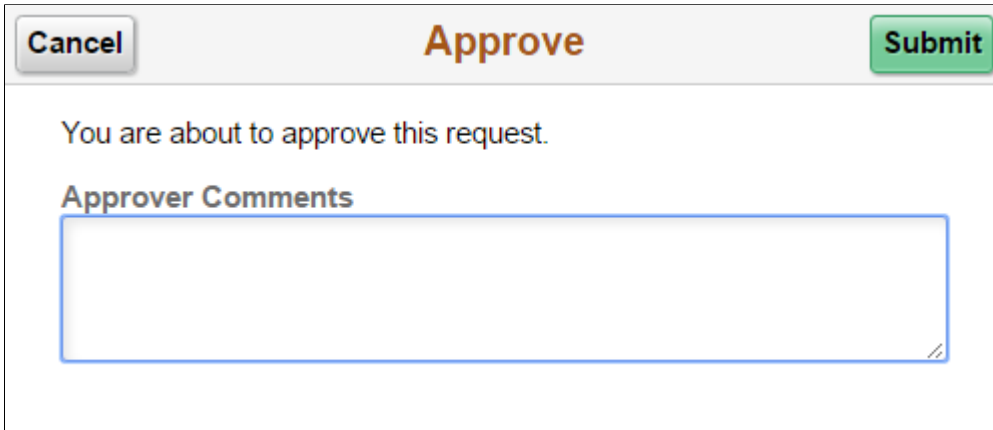 Cancel Approve Submit
You are about to approve this request.
Approver Comments